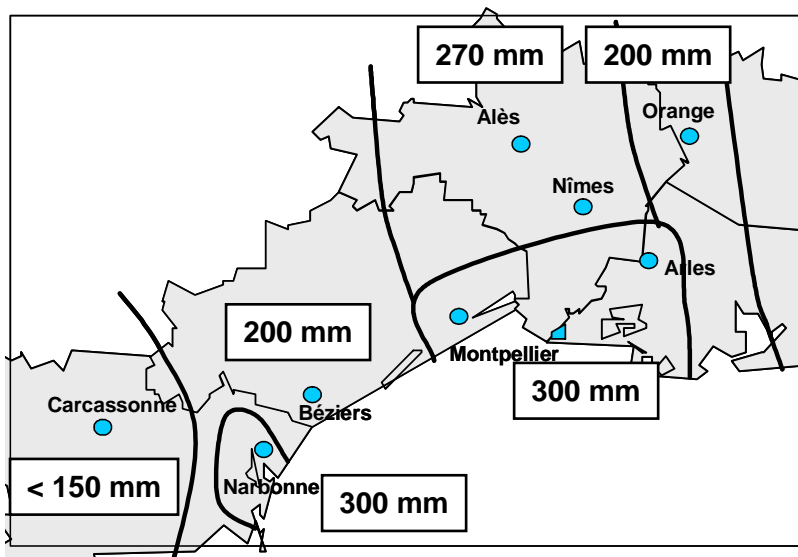 270 mm
200 mm
Orange
Alès
Nîmes
Arles
200 mm
Montpellier
300 mm
Carcassonne
Béziers
< 150 mm
Narbonne
300 mm